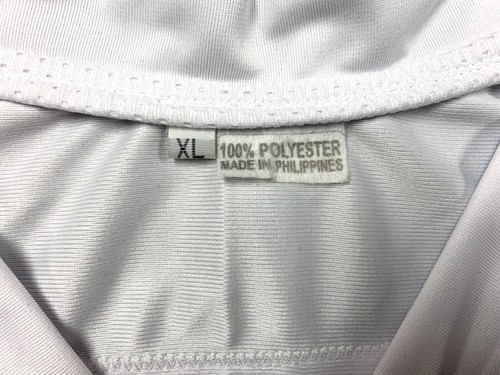 XL
100% POLYESTER
MADE IN PHILIPPINES